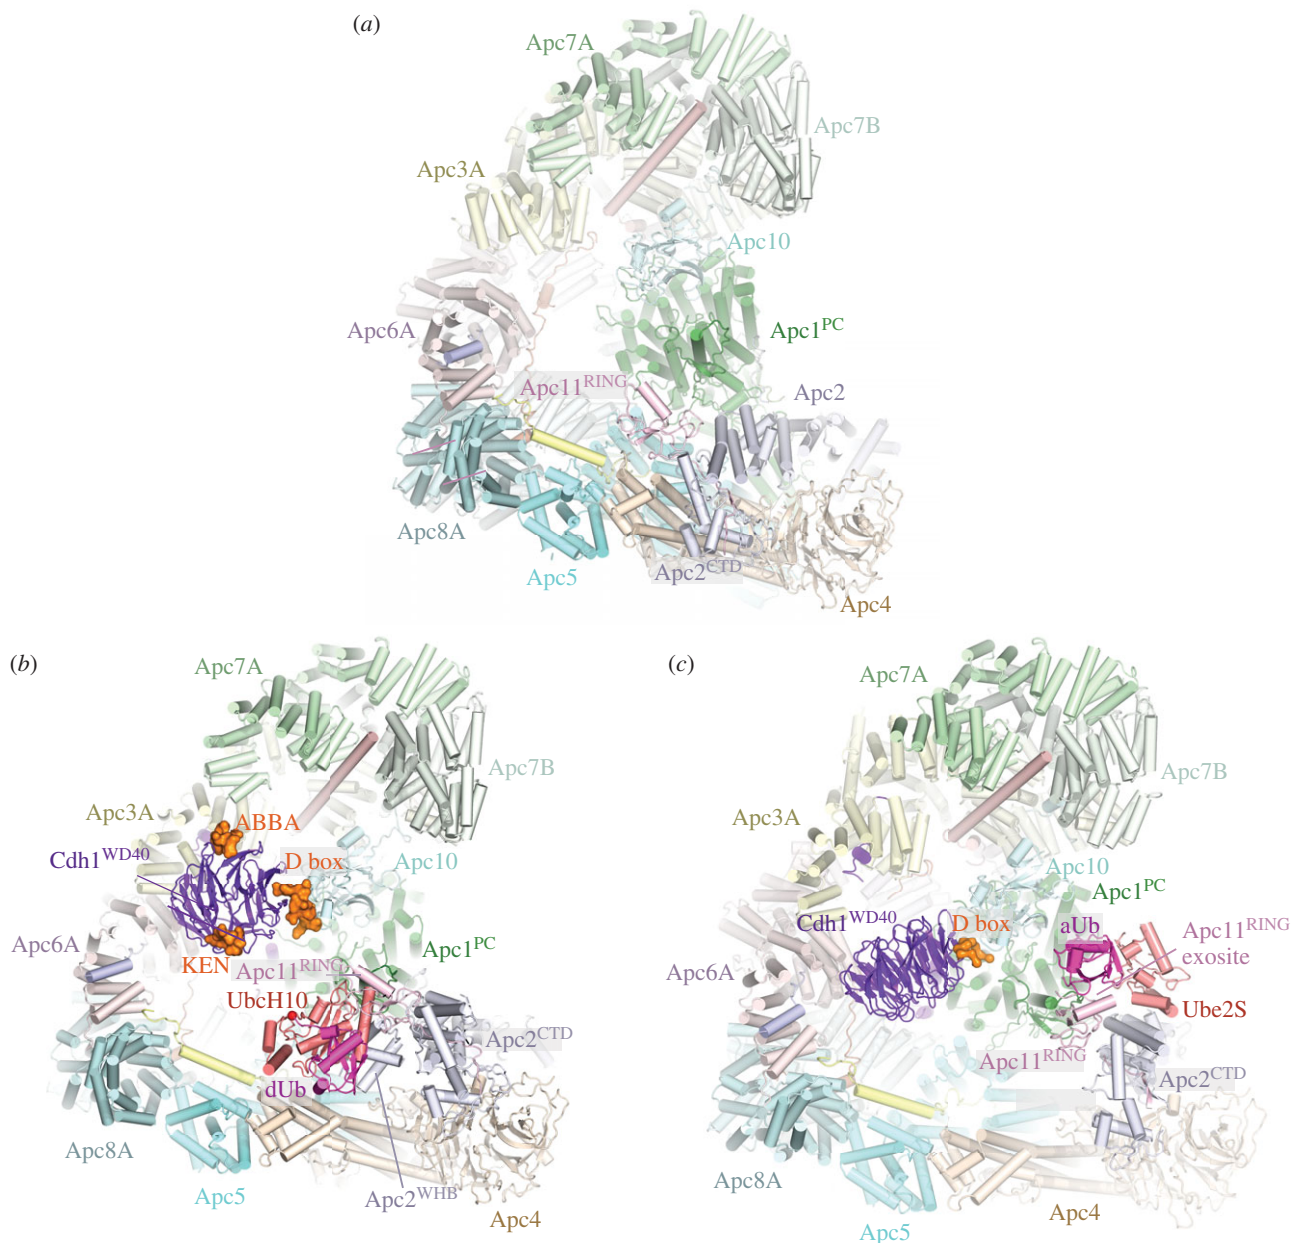 (a)
Apc7A
Apc7B
Apc3A
Apc10
Apc6A
Apc1PC
Apc11RING
Apc2
Apc8A
Apc5
Apc2CTD
Apc4
(b)
Apc7A
Apc7B
Apc3A
ABBA
Cdh1WD40
D box
Apc10
Apc6A
KEN
Apc1PC
Apc11RING
UbcH10
Apc2CTD
dUb
Apc8A
Apc5
Apc2WHB
Apc4
(c)
Apc7A
Apc7B
Apc3A
Apc10
Apc1PC
Cdh1WD40
D box
aUb
Apc11RING
exosite
Apc6A
Ube2S
Apc11RING
Apc2CTD
Apc8A
Apc5
Apc4